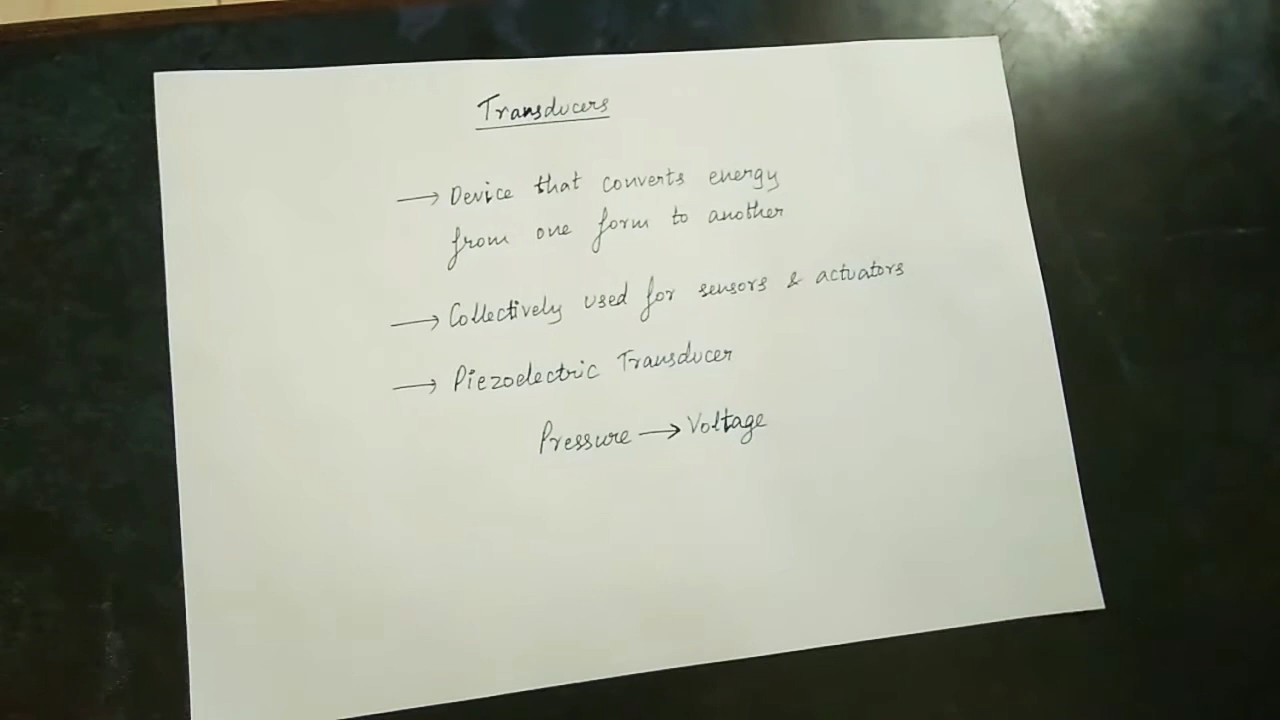 Transducers
→ Device that converts energy
from one form to another
→ Collectively used for sensors & actuators
→ Piezoelectric Transducer
Pressure → Voltage